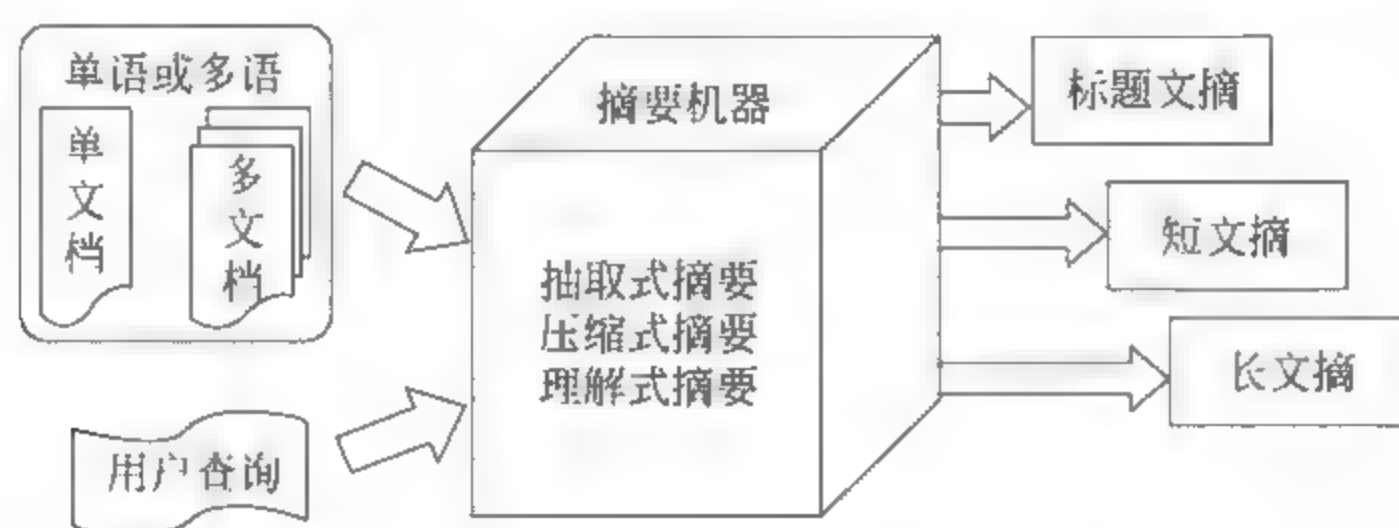 单语或多语
单文档
多文档
用户查询
摘要机器
抽取式摘要
压缩式摘要
理解式摘要
标题文摘
短文摘
长文摘